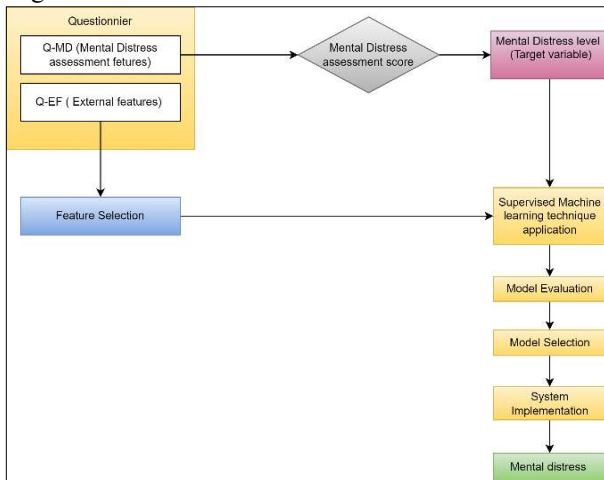 Questionnier
Q-MD (Mental Distress
assessment fetures)
Q-EF ( External features)
Mental Distress
assessment score
Mental Distress level
(Target variable)
Feature Selection
Supervised Machine
learning technique
application
Model Evaluation
Model Selection
System
Implementation
Mental distress